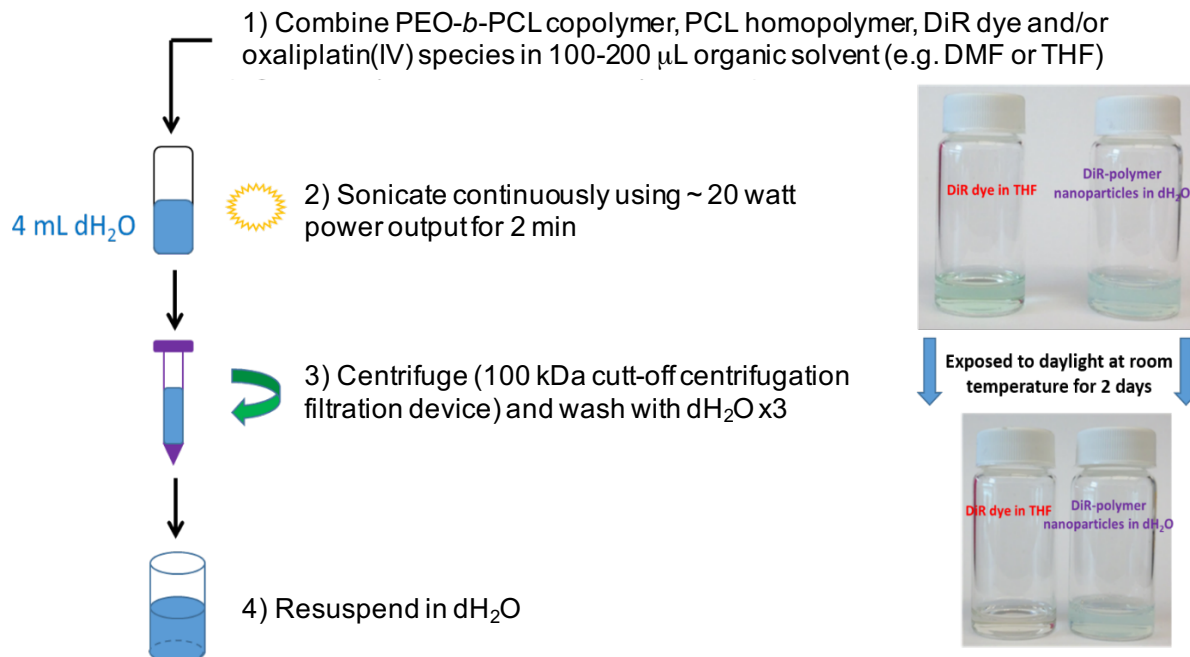 1) Combine PEO-b-PCL copolymer, PCL homopolymer, DiR dye and/or
oxaliplatin(IV) species in 100-200 μL organic solvent (e.g. DMF or THF)
4 mL dH₂O
2) Sonicate continuously using ~ 20 watt
power output for 2 min
3) Centrifuge (100 kDa cutt-off centrifugation
filtration device) and wash with dH₂O x3
4) Resuspend in dH₂O
DiR dye in THF
DiR-polymer
nanoparticles in dH₂O
Exposed to daylight at room
temperature for 2 days
DiR dye in THF
DiR-polymer
nanoparticles in dH₂O